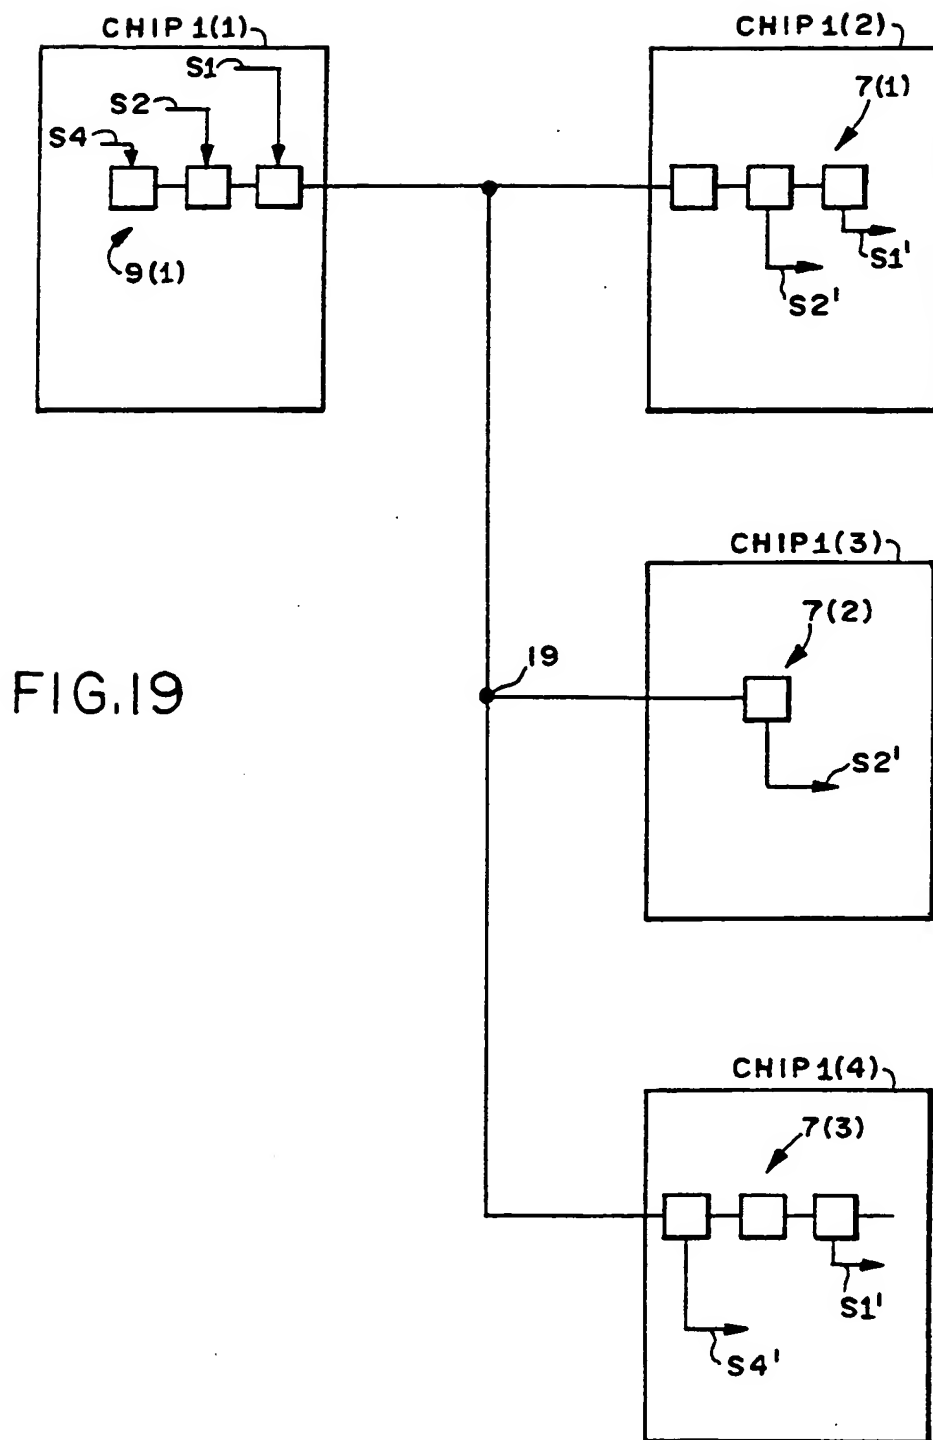 CHIP 1(1)
S1
S2
S4
9(1)
CHIP 1(2)
7(1)
S1'
S2'
CHIP 1(3)
7(2)
19
S2'
FIG.19
CHIP 1(4)
7(3)
S1'
S4'